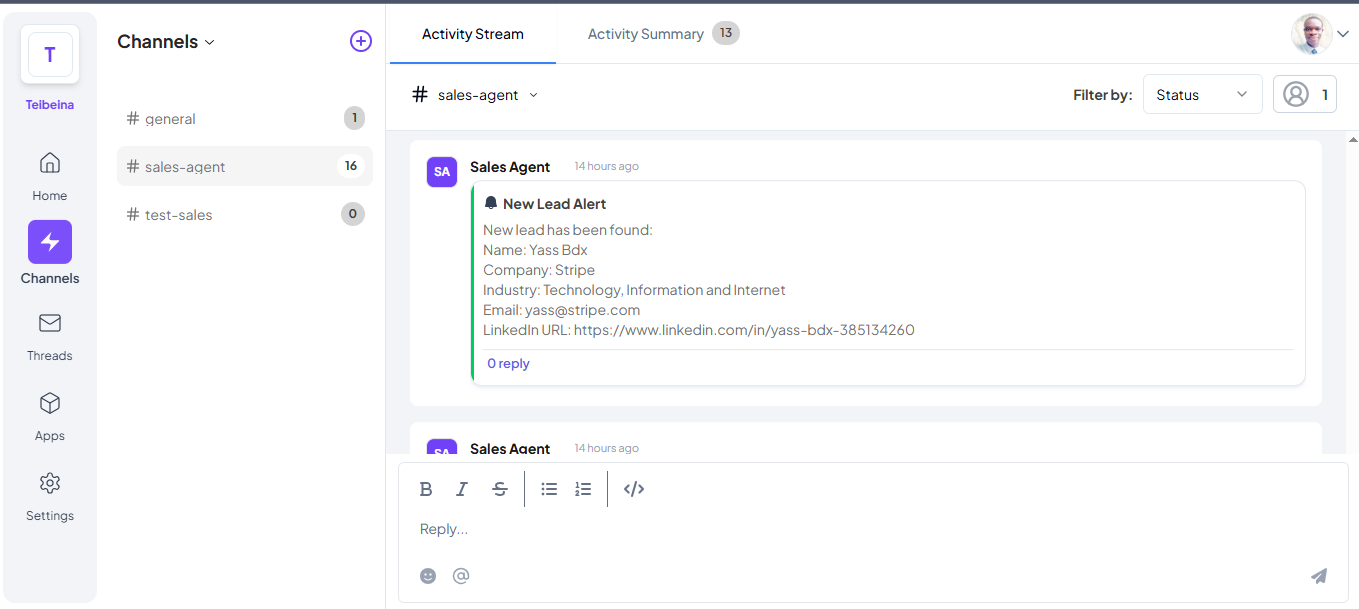 T
Teibeina
Home
Channels
Threads
Apps
Settings
Channels
# general 1
# sales-agent 16
# test-sales 0
Activity Stream
Activity Summary 13
# sales-agent
Filter by: Status 1
SA Sales Agent 14 hours ago
New Lead Alert
New lead has been found:
Name: Yass Bdx
Company: Stripe
Industry: Technology, Information and Internet
Email: yass@stripe.com
LinkedIn URL: https://www.linkedin.com/in/yass-bdx-385134260
0 reply
SA Sales Agent 14 hours ago
B I S </>
Reply...
@